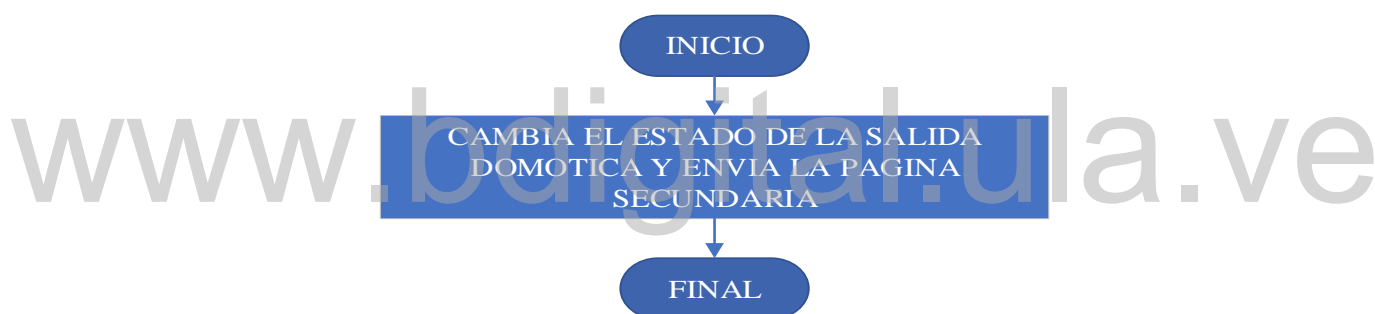 INICIO
www.bdigital.ula.ve
CAMBIA EL ESTADO DE LA SALIDA
DOMOTICA Y ENVIA LA PAGINA
SECUNDARIA
FINAL